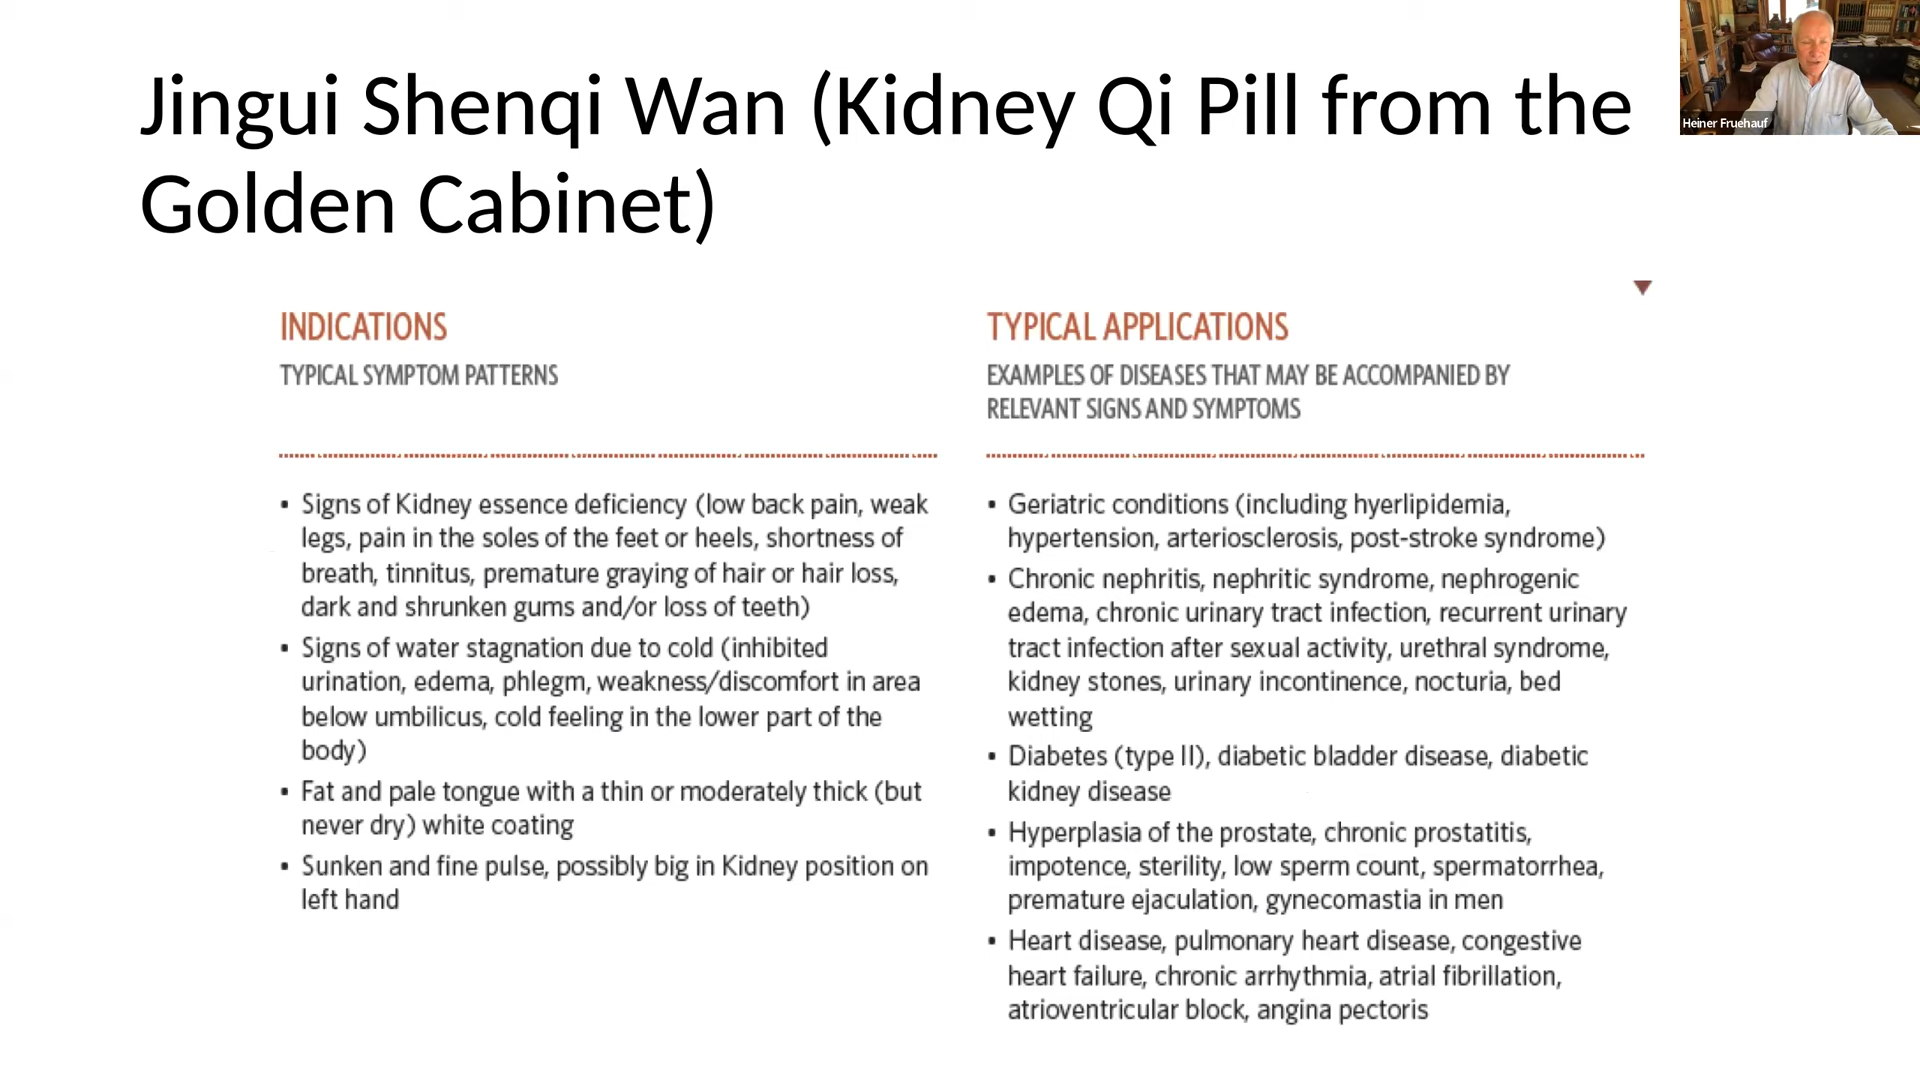 Jingui Shenqi Wan (Kidney Qi Pill from the
Golden Cabinet)
Heiner Fruehauf
INDICATIONS
TYPICAL SYMPTOM PATTERNS
▪ Signs of Kidney essence deficiency (low back pain, weak
legs, pain in the soles of the feet or heels, shortness of
breath, tinnitus, premature graying of hair or hair loss,
dark and shrunken gums and/or loss of teeth)
▪ Signs of water stagnation due to cold (inhibited
urination, edema, phlegm, weakness/discomfort in area
below umbilicus, cold feeling in the lower part of the
body)
▪ Fat and pale tongue with a thin or moderately thick (but
never dry) white coating
▪ Sunken and fine pulse, possibly big in Kidney position on
left hand
TYPICAL APPLICATIONS
EXAMPLES OF DISEASES THAT MAY BE ACCOMPANIED BY
RELEVANT SIGNS AND SYMPTOMS
▪ Geriatric conditions (including hyerlipidemia,
hypertension, arteriosclerosis, post-stroke syndrome)
▪ Chronic nephritis, nephritic syndrome, nephrogenic
edema, chronic urinary tract infection, recurrent urinary
tract infection after sexual activity, urethral syndrome,
kidney stones, urinary incontinence, nocturia, bed
wetting
▪ Diabetes (type II), diabetic bladder disease, diabetic
kidney disease
▪ Hyperplasia of the prostate, chronic prostatitis,
impotence, sterility, low sperm count, spermatorrhea,
premature ejaculation, gynecomastia in men
▪ Heart disease, pulmonary heart disease, congestive
heart failure, chronic arrhythmia, atrial fibrillation,
atrioventricular block, angina pectoris